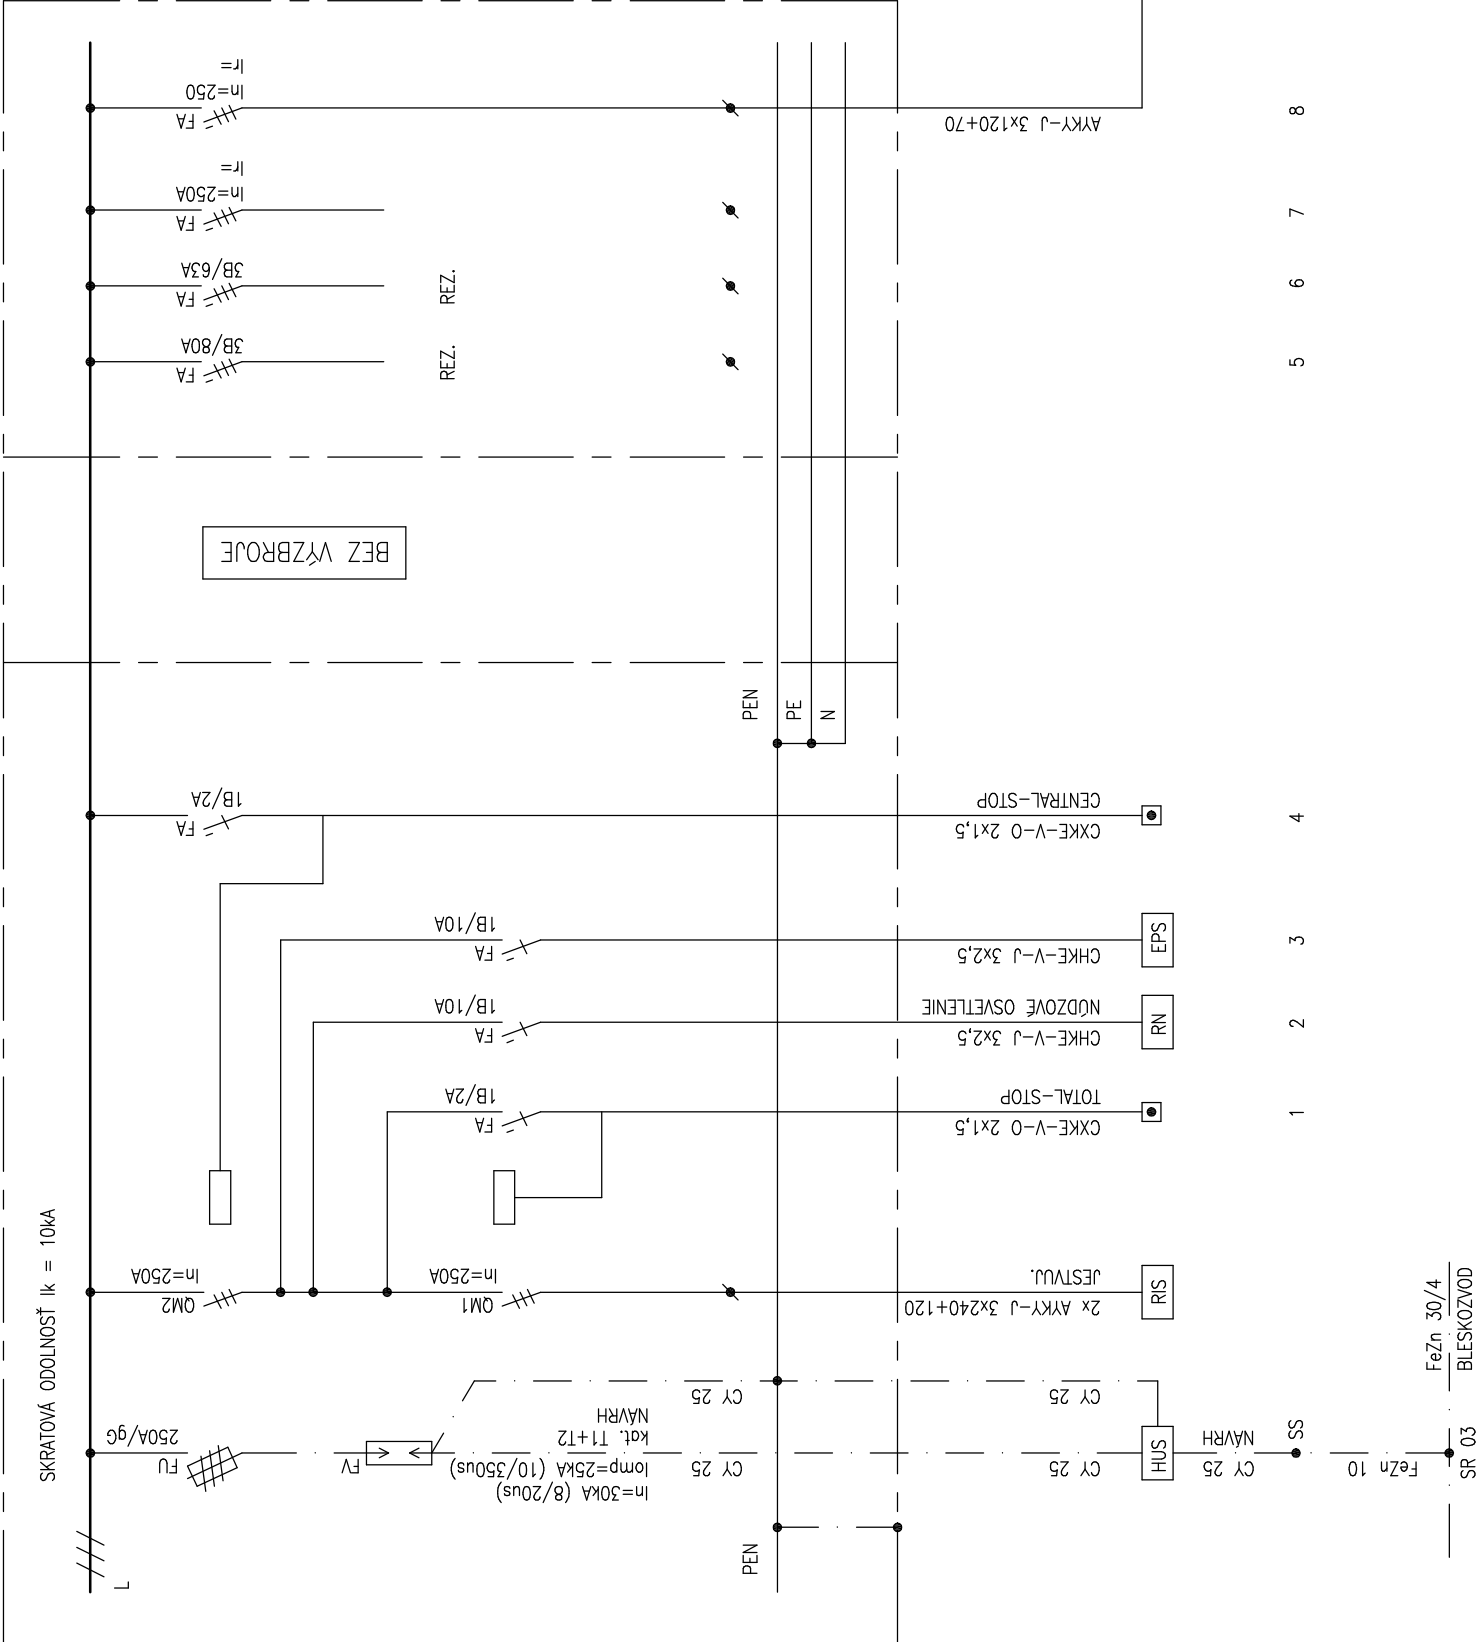 SKRATOVÁ ODOLNOSŤ Ik = 10kA
L
FU
250A/gG
FV
In=30kA (8/20us)
Iomp=25kA (10/350us)
kat. T1+T2
NÁVRH
PEN
CY 25
CY 25
CY 25
CY 25
HUS
CY 25
NÁVRH
SS
FeZn 10
SR 03
FeZn 30/4
BLESKOZVOD
QM2
In=250A
QM1
In=250A
2x AYKY-J 3x240+120
JESTVUJ.
RIS
FA
1B/2A
CXKE-V-O 2x1,5
TOTAL-STOP
1
FA
1B/10A
CHKE-V-J 3x2,5
NÚDZOVÉ OSVETLENIE
RN
2
FA
1B/10A
CHKE-V-J 3x2,5
EPS
3
FA
1B/2A
CXKE-V-O 2x1,5
CENTRAL-STOP
4
PEN
PE
N
BEZ VÝZBROJE
FA
3B/80A
REZ.
5
FA
3B/63A
REZ.
6
FA
In=250A
Ir=
7
FA
In=250
Ir=
AYKY-J 3x120+70
8